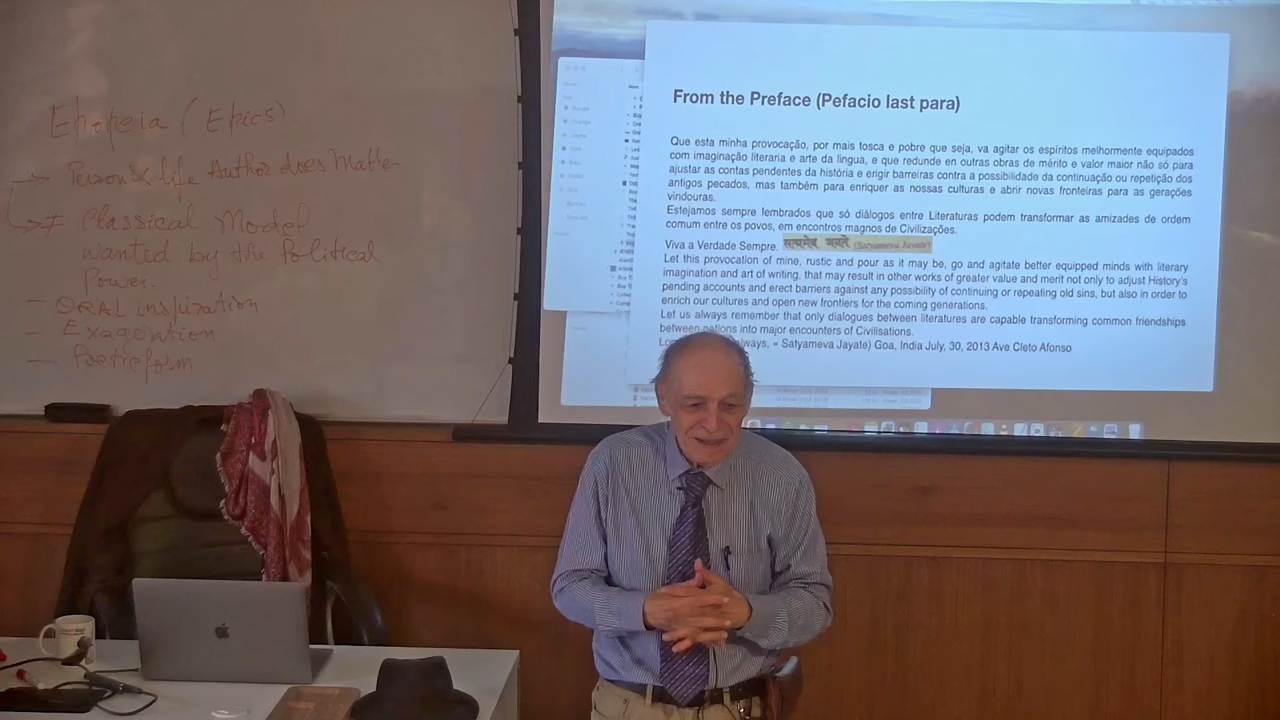 Epopeia (Epics)
→ Person & life Author does Matter
↳ ≠ Classical Model
wanted by the Political
Power.
— ORAL inspiration
— Exageration
— Poetic form
From the Preface (Pefacio last para)
Que esta minha provocação, por mais tosca e pobre que seja, va agitar os espíritos melhormente equipados
com imaginação literaria e arte da lingua, e que redunde en outras obras de mérito e valor maior não só para
ajustar as contas pendentes da história e erigir barreiras contra a possibilidade da continuação ou repetição dos
antigos pecados, mas também para enriquer as nossas culturas e abrir novas fronteiras para as gerações
vindouras.
Estejamos sempre lembrados que só diálogos entre Literaturas podem transformar as amizades de ordem
comum entre os povos, em encontros magnos de Civilizações.
Viva a Verdade Sempre. सत्यमेव जयते (Satyameva Jayate)
Let this provocation of mine, rustic and pour as it may be, go and agitate better equipped minds with literary
imagination and art of writing, that may result in other works of greater value and merit not only to adjust History's
pending accounts and erect barriers against any possibility of continuing or repeating old sins, but also in order to
enrich our cultures and open new frontiers for the coming generations.
Let us always remember that only dialogues between literatures are capable transforming common friendships
between nations into major encounters of Civilisations.
always, « Satyameva Jayate) Goa, India July, 30, 2013 Ave Cleto Afonso